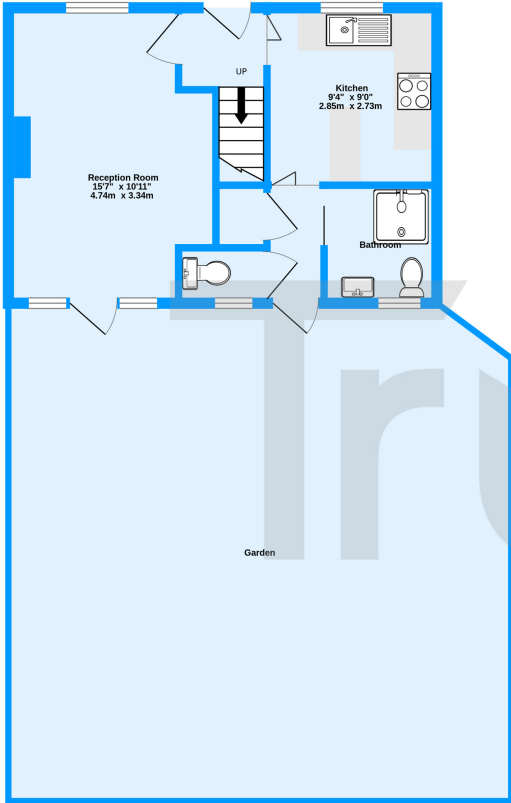 UP
Kitchen
9'4" x 9'0"
2.85m x 2.73m
Reception Room
15'7" x 10'11"
4.74m x 3.34m
Bathroom
Garden
Tru